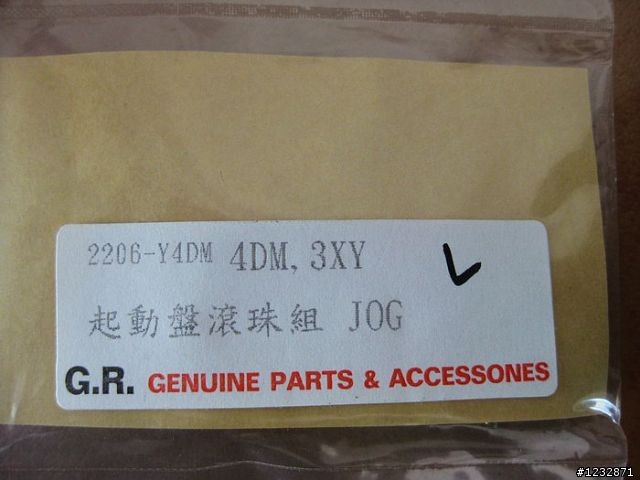 2206-Y4DM 4DM, 3XY
起動盤滾珠組 JOG
G.R. GENUINE PARTS & ACCESSONES
#1232871